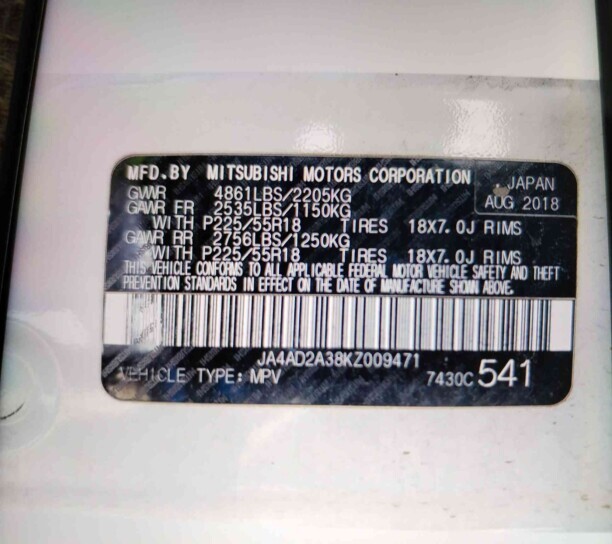 MFD.BY MITSUBISHI MOTORS CORPORATION
JAPAN
AUG 2018
GVWR 4861LBS/2205KG
GAWR FR 2535LBS/1150KG
WITH P225/55R18 TIRES 18X7.0J RIMS
GAWR RR 2756LBS/1250KG
WITH P225/55R18 TIRES 18X7.0J RIMS
THIS VEHICLE CONFORMS TO ALL APPLICABLE FEDERAL MOTOR VEHICLE SAFETY AND THEFT
PREVENTION STANDARDS IN EFFECT ON THE DATE OF MANUFACTURE SHOWN ABOVE.
JA4AD2A38KZ009471
VEHICLE TYPE: MPV 7430C 541